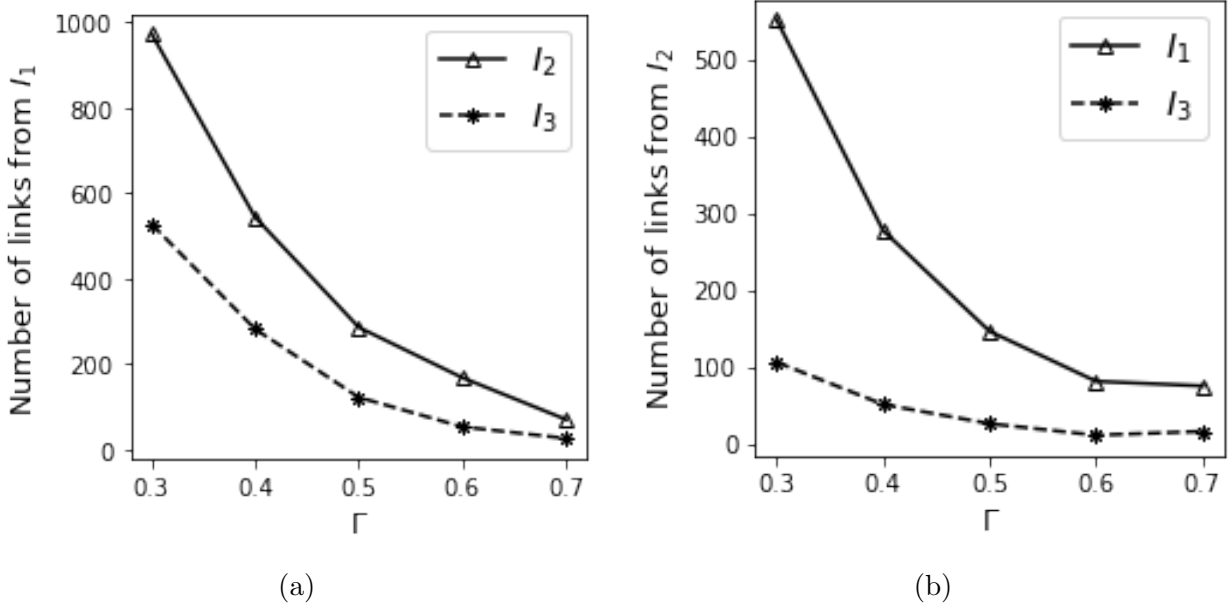 Number of links from I₁
1000
800
600
400
200
0
0.3 0.4 0.5 0.6 0.7
Γ
I₂
I₃
(a)
Number of links from I₂
500
400
300
200
100
0
0.3 0.4 0.5 0.6 0.7
Γ
I₁
I₃
(b)